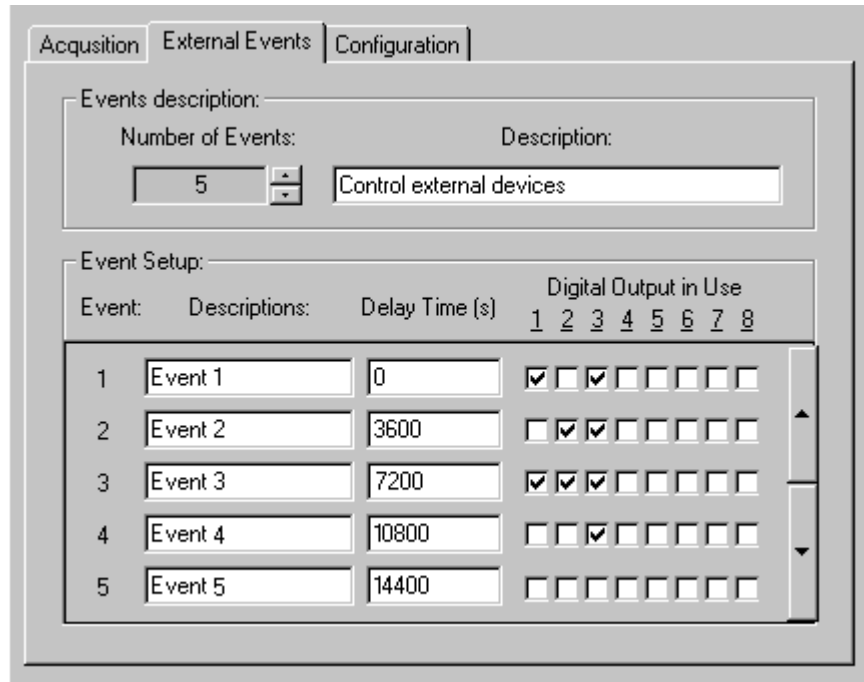 Acqusition External Events Configuration
Events description:
Number of Events: Description:
5 Control external devices
Event Setup:
Digital Output in Use
Event: Descriptions: Delay Time (s) 1 2 3 4 5 6 7 8
1 Event 1 0
2 Event 2 3600
3 Event 3 7200
4 Event 4 10800
5 Event 5 14400